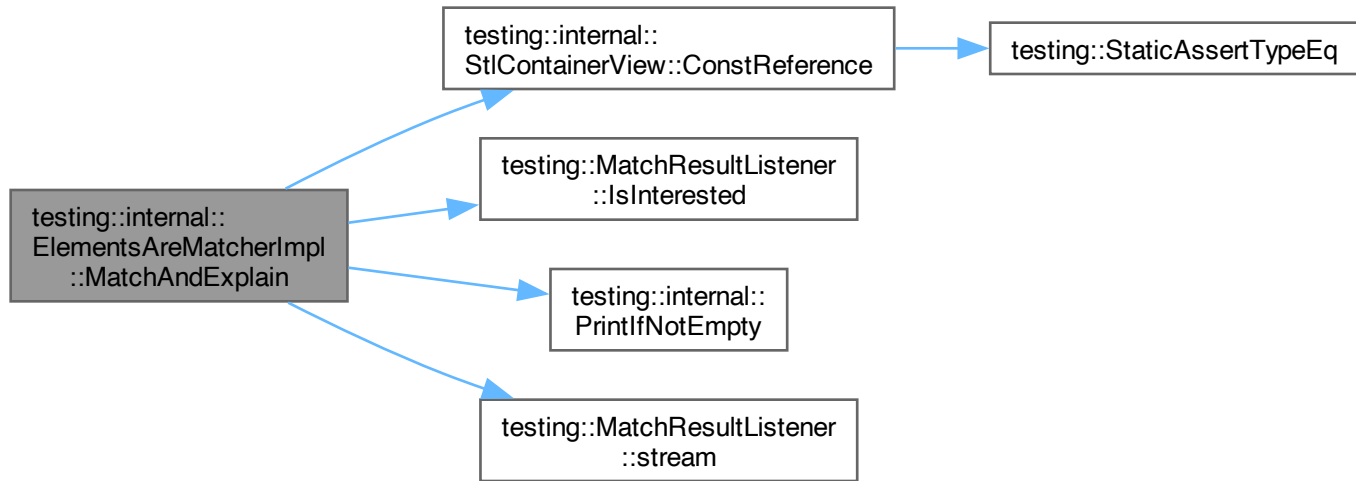 testing::internal::
ElementsAreMatcherImpl
::MatchAndExplain
testing::internal::
StlContainerView::ConstReference
testing::StaticAssertTypeEq
testing::MatchResultListener
::IsInterested
testing::internal::
PrintIfNotEmpty
testing::MatchResultListener
::stream